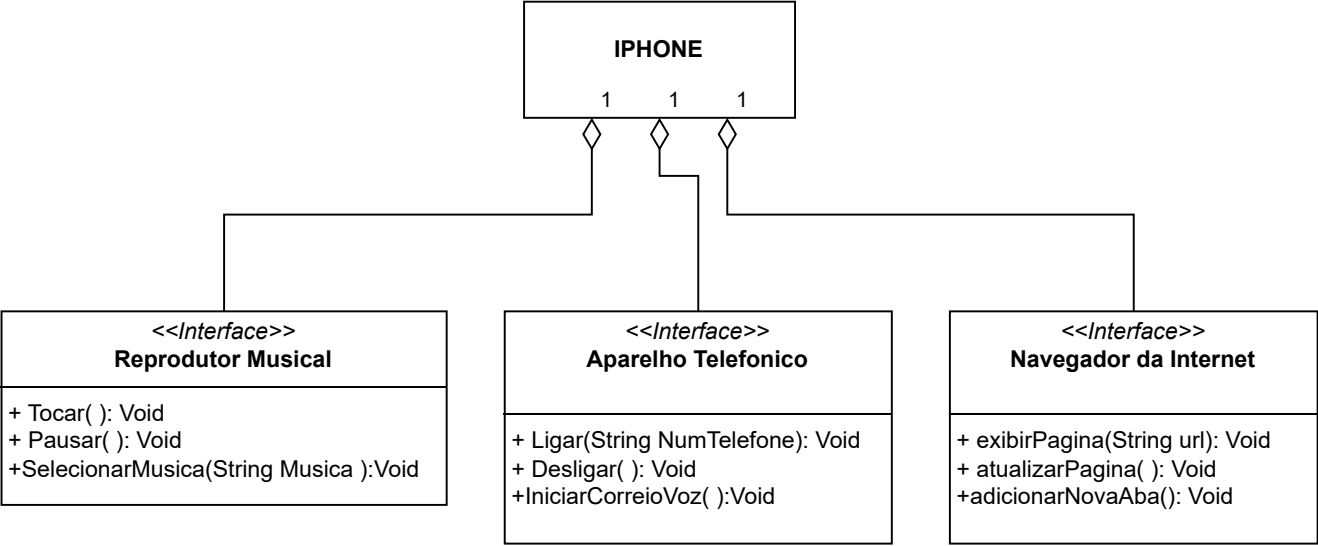 IPHONE
1 1 1
<<Interface>>
Reprodutor Musical
+ Tocar( ): Void
+ Pausar( ): Void
+SelecionarMusica(String Musica ):Void
<<Interface>>
Aparelho Telefonico
+ Ligar(String NumTelefone): Void
+ Desligar( ): Void
+IniciarCorreioVoz( ):Void
<<Interface>>
Navegador da Internet
+ exibirPagina(String url): Void
+ atualizarPagina( ): Void
+adicionarNovaAba(): Void